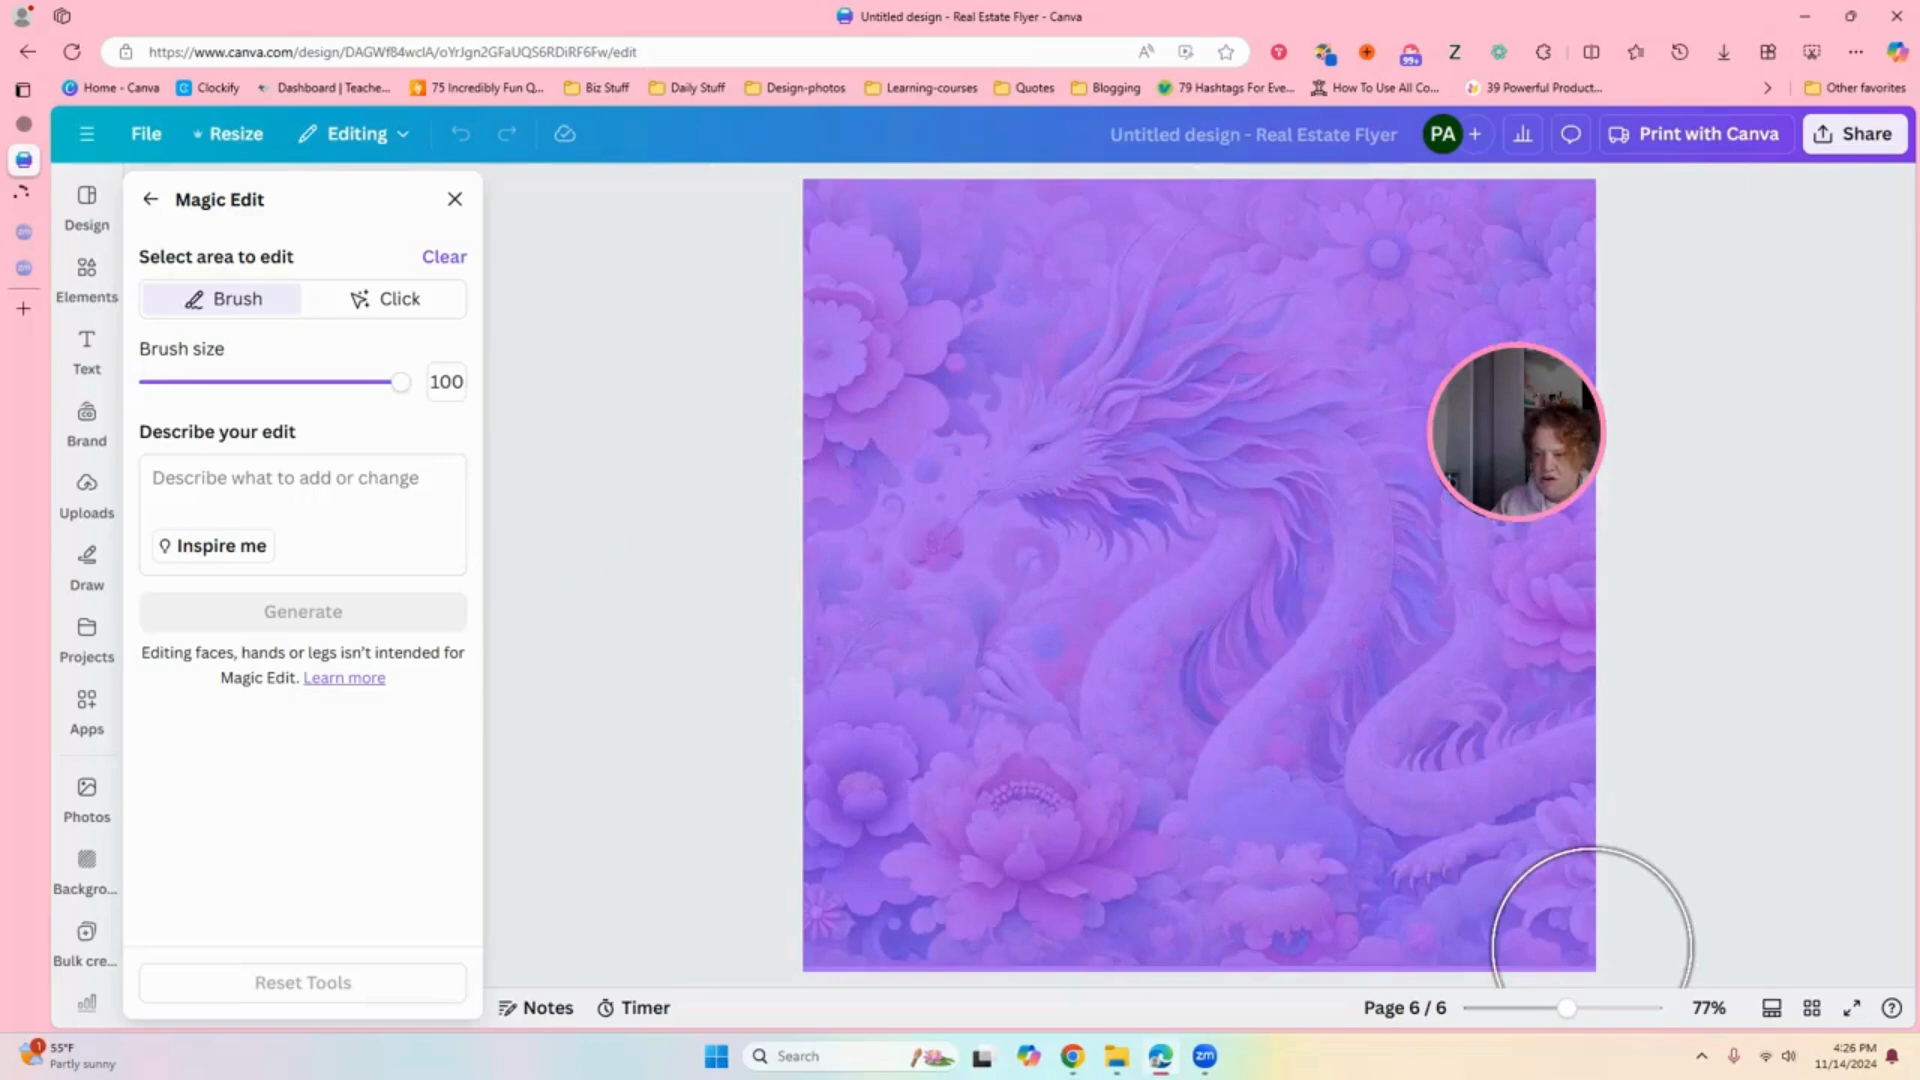 Untitled design - Real Estate Flyer - Canva
https://www.canva.com/design/DAGWf84wclA/oYrJgn2GFaUQS6RDiRF6Fw/edit
99+
Z
Home - Canva
Clockify
Dashboard | Teache...
75 Incredibly Fun Q...
Biz Stuff
Daily Stuff
Design-photos
Learning-courses
Quotes
Blogging
79 Hashtags For Eve...
How To Use All Co...
39 Powerful Product...
Other favorites
File
Resize
Editing
Untitled design - Real Estate Flyer
PA
Print with Canva
Share
Design
Elements
Text
Brand
Uploads
Draw
Projects
Apps
Photos
Backgro...
Bulk cre...
Magic Edit
Select area to edit
Clear
Brush
Click
Brush size
100
Describe your edit
Describe what to add or change
Inspire me
Generate
Editing faces, hands or legs isn't intended for
Magic Edit. Learn more
Reset Tools
Notes
Timer
Page 6 / 6
77%
1
55°F
Partly sunny
Search
zm
4:26 PM
11/14/2024